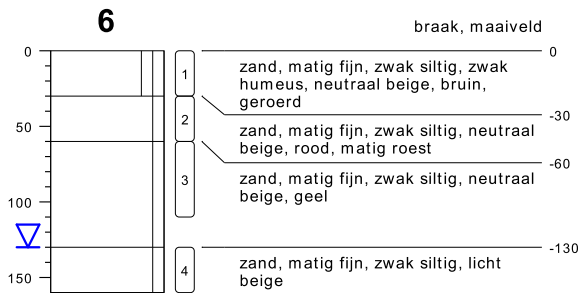 6
braak, maaiveld
0
0
1
zand, matig fijn, zwak siltig, zwak
humeus, neutraal beige, bruin,
geroerd
-30
50
2
zand, matig fijn, zwak siltig, neutraal
beige, rood, matig roest
-60
3
zand, matig fijn, zwak siltig, neutraal
beige, geel
100
-130
150
4
zand, matig fijn, zwak siltig, licht
beige